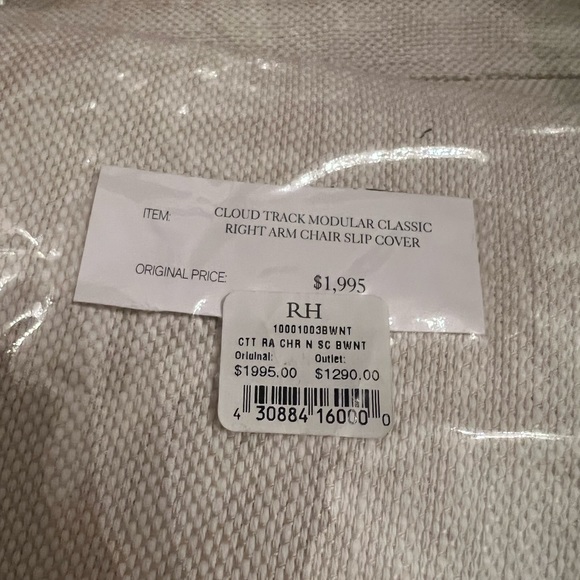 ITEM: CLOUD TRACK MODULAR CLASSIC
RIGHT ARM CHAIR SLIP COVER
ORIGINAL PRICE: $1,995
RH
10001003BWNT
CTT RA CHR N SC BWNT
Original: Outlet:
$1995.00 $1290.00
4 30884 16000 0